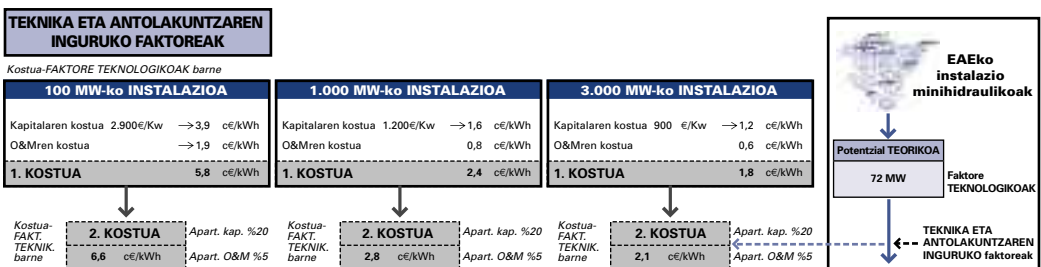 TEKNIKA ETA ANTOLAKUNTZAREN
INGURUKO FAKTOREAK
Kostua-FAKTORE TEKNOLOGIKOAK barne
100 MW-ko INSTALAZIOA
Kapitalaren kostua 2.900€/Kw →3,9 c€/kWh
O&Mren kostua →1,9 c€/kWh
1. KOSTUA 5,8 c€/kWh
Kostua-
FAKT.
TEKNIK.
barne
2. KOSTUA
6,6 c€/kWh
Apart. kap. %20
Apart. O&M %5
1.000 MW-ko INSTALAZIOA
Kapitalaren kostua 1.200€/Kw →1,6 c€/kWh
O&Mren kostua 0,8 c€/kWh
1. KOSTUA 2,4 c€/kWh
Kostua-
FAKT.
TEKNIK.
barne
2. KOSTUA
2,8 c€/kWh
Apart. kap. %20
Apart. O&M %5
3.000 MW-ko INSTALAZIOA
Kapitalaren kostua 900 €/Kw →1,2 c€/kWh
O&Mren kostua 0,6 c€/kWh
1. KOSTUA 1,8 c€/kWh
Kostua-
FAKT.
TEKNIK.
barne
2. KOSTUA
2,1 c€/kWh
Apart. kap. %20
Apart. O&M %5
EAEko
instalazio
minihidraulikoak
Potentzial TEORIKOA
72 MW
Faktore
TEKNOLOGIKOAK
TEKNIKA ETA
ANTOLAKUNTZAREN
INGURUKO faktoreak